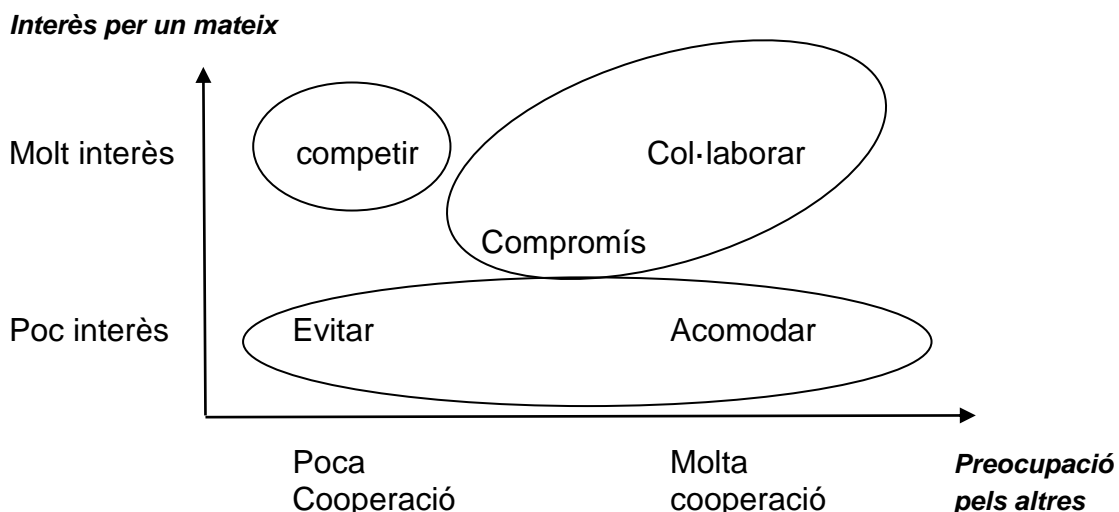 Interès per un mateix
Molt interès
competir
Col·laborar
Compromís
Poc interès
Evitar
Acomodar
Poca
Cooperació
Molta
cooperació
Preocupació
pels altres